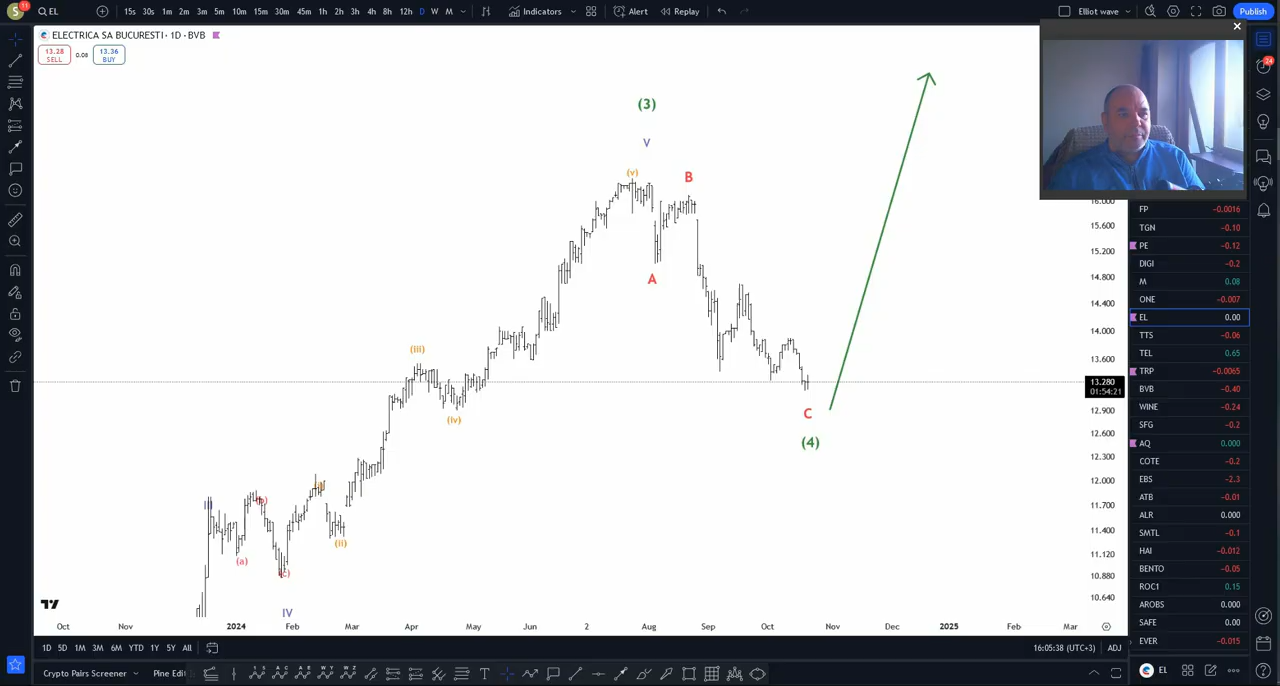 S 11 EL 15s 30s 1m 2m 3m 5m 10m 15m 30m 45m 1h 2h 3h 4h 8h 12h D W M Indicators Alert Replay Elliot wave Publish
ELECTRICA SA BUCURESTI · 1D · BVB
13.28 0.08 13.36
SELL BUY
(3)
V
(v)
B
A
(iii)
(iv)
III
(b)
(i)
(a)
(ii)
(c)
IV
C
(4)
16.000
15.600
15.200
14.800
14.400
14.000
13.600
13.280
01:54:21
12.900
12.600
12.300
12.000
11.700
11.400
11.120
10.880
10.640
24
FP -0.0016
TGN -0.10
PE -0.12
DIGI -0.2
M 0.08
ONE -0.007
EL 0.00
TTS -0.06
TEL 0.65
TRP -0.0065
BVB -0.40
WINE -0.24
SFG -0.2
AQ 0.000
COTE -0.2
EBS -2.3
ATB -0.01
ALR 0.000
SMTL -0.1
HAI -0.012
BENTO -0.05
ROC1 0.15
AROBS 0.000
SAFE 0.00
EVER -0.015
Oct Nov 2024 Feb Mar Apr May Jun 2 Aug Sep Oct Nov Dec 2025 Feb Mar
1D 5D 1M 3M 6M YTD 1Y 5Y All 16:05:38 (UTC+3) ADJ
Crypto Pairs Screener Pine Edit EL